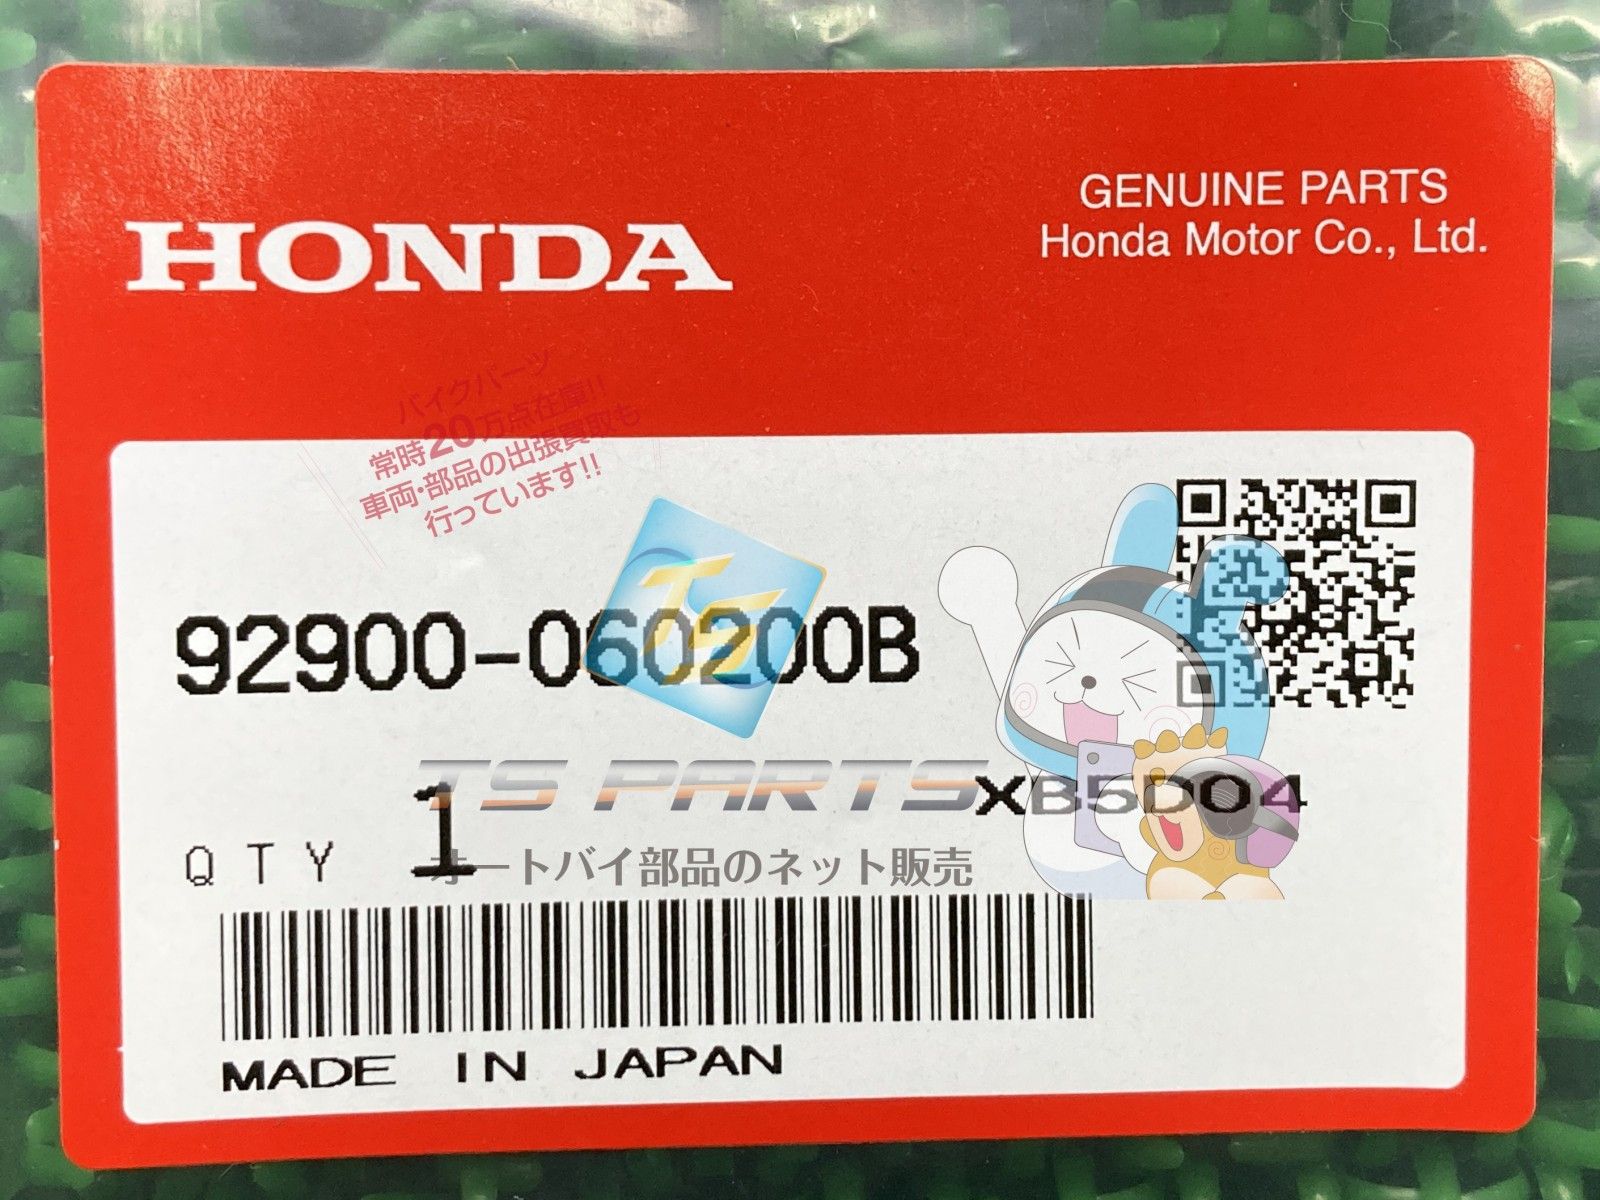 HONDA
GENUINE PARTS
Honda Motor Co., Ltd.
バイクパーツ
常時20万点在庫!!
車両・部品の出張買取も
行っています!!
92900-060200B
TS
TS PARTS
XB5D04
QTY 1
オートバイ部品のネット販売
MADE IN JAPAN